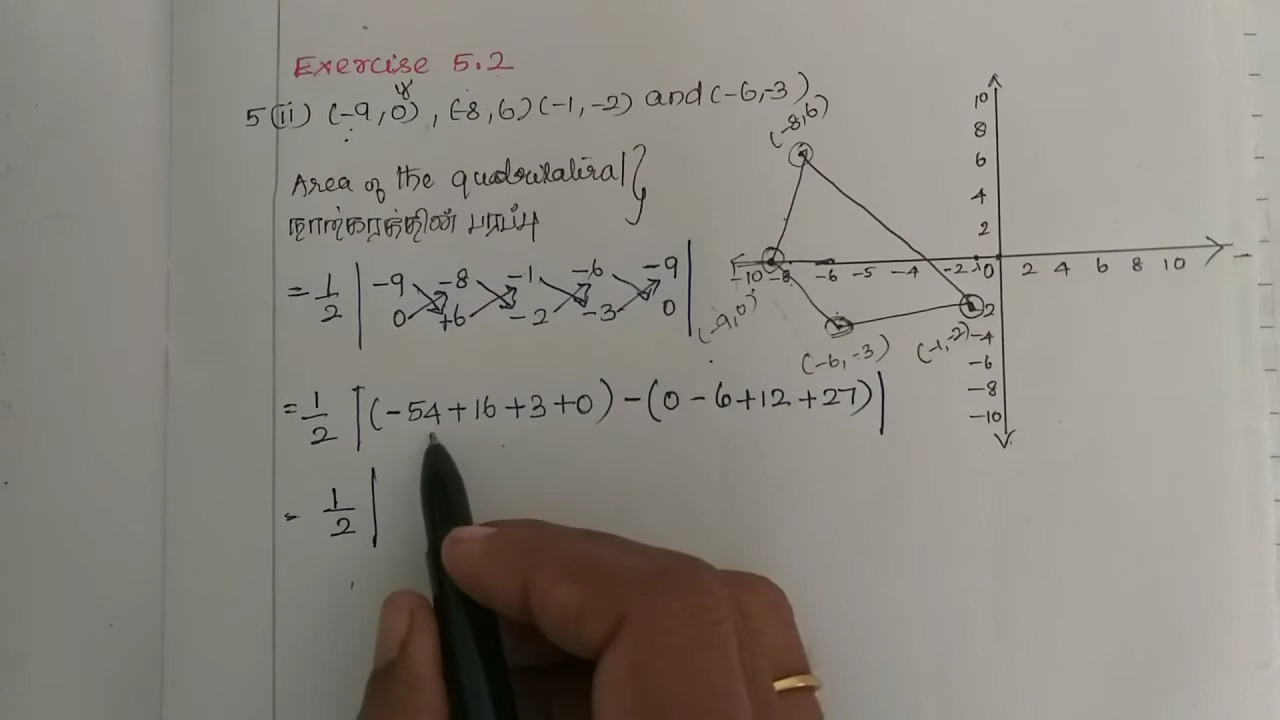 Exercise 5.2
5(ii) (-9,0), (-8,6)(-1,-2) and (-6,-3)
Area of the quadrilateral}
நாற்கரத்தின் பரப்பு
= 1/2 | -9 -8 -1 -6 -9 |
0 +6 -2 -3 0
= 1/2 |(-54+16+3+0)-(0-6+12+27)|
= 1/2 |
10
8
(-8,6)
6
4
2
-10 -8 -6 -5 -4 -2 0 2 4 6 8 10
(-9,0)
-2
(-6,-3)
(-1,-2)
-4
-6
-8
-10